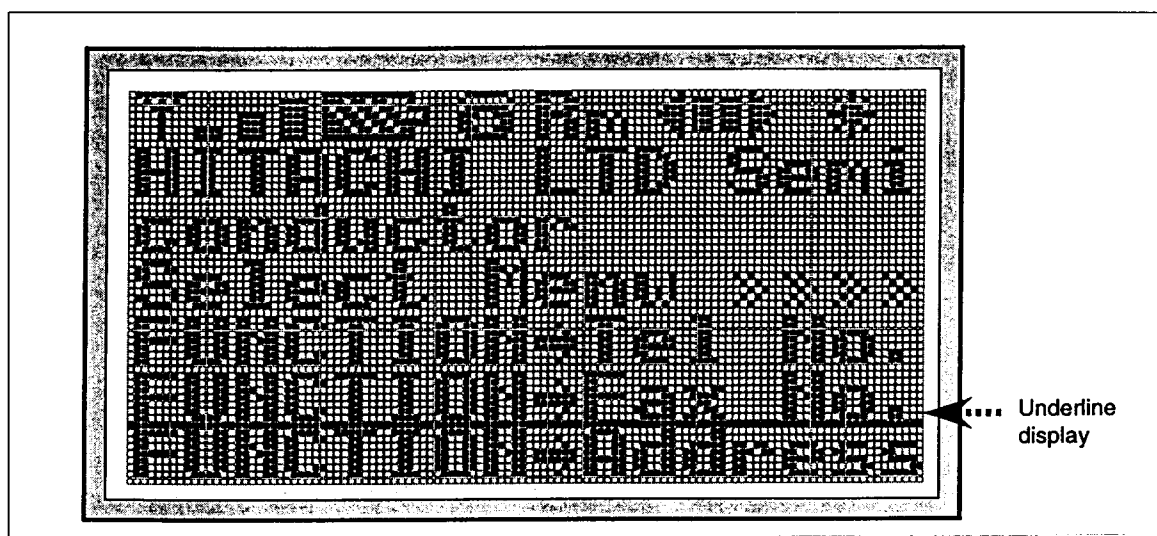 HITACHI LTD Semi
conductor
Select Menu
FUNCTION→Tel No.
FUNCTION→Fax No.
FUNCTION→Address
Underline
display